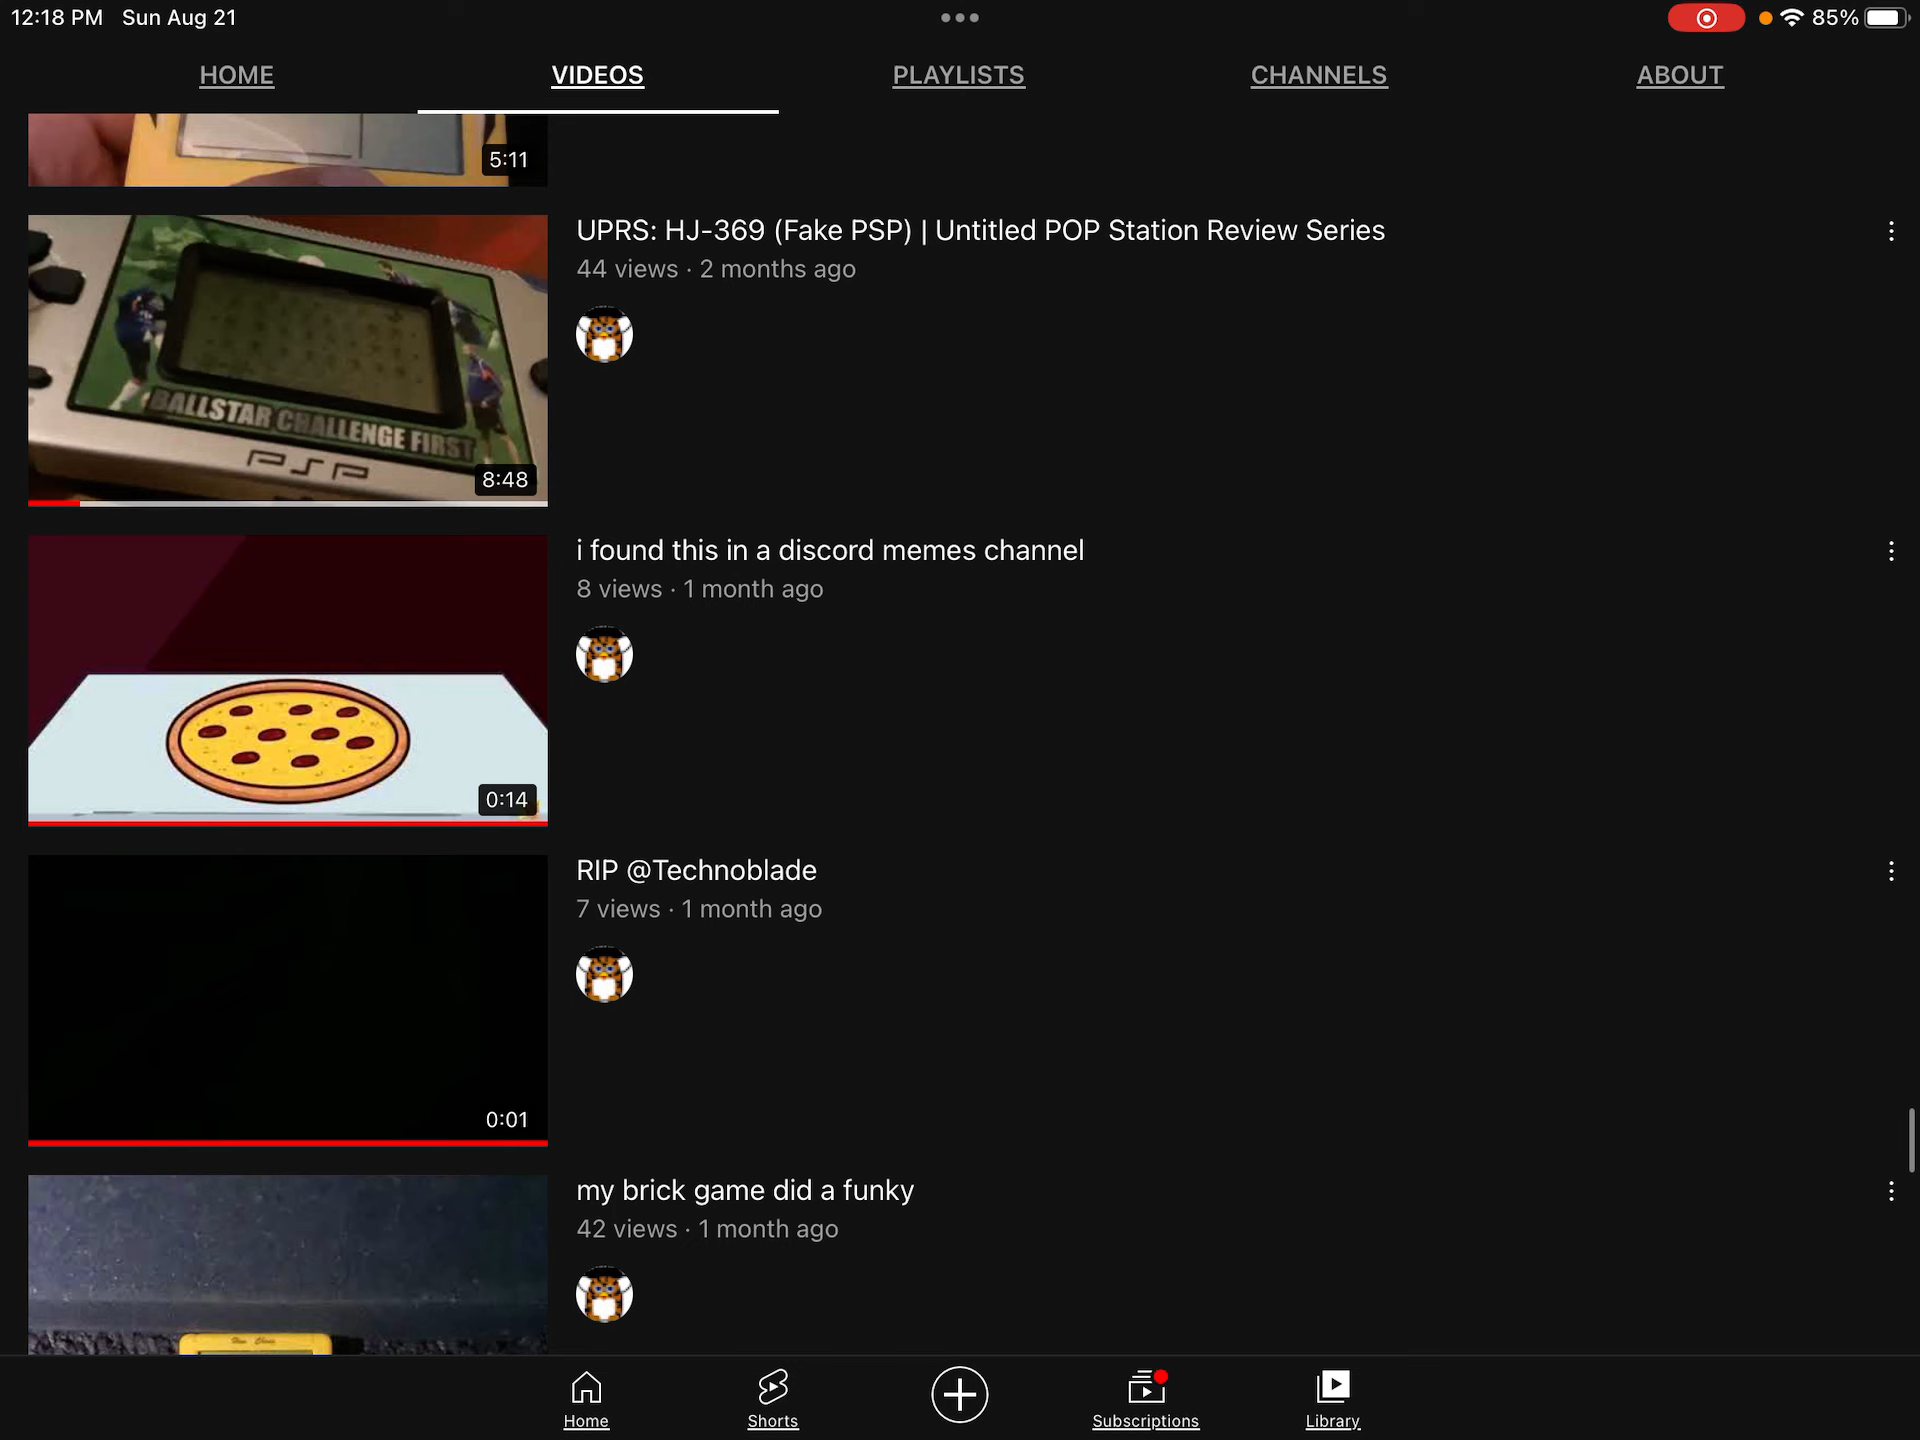 12:18 PM Sun Aug 21
85%
HOME
VIDEOS
PLAYLISTS
CHANNELS
ABOUT
5:11
UPRS: HJ-369 (Fake PSP) | Untitled POP Station Review Series
44 views · 2 months ago
BALLSTAR CHALLENGE FIRST
PSP
8:48
i found this in a discord memes channel
8 views · 1 month ago
0:14
RIP @Technoblade
7 views · 1 month ago
0:01
my brick game did a funky
42 views · 1 month ago
Home
Shorts
Subscriptions
Library